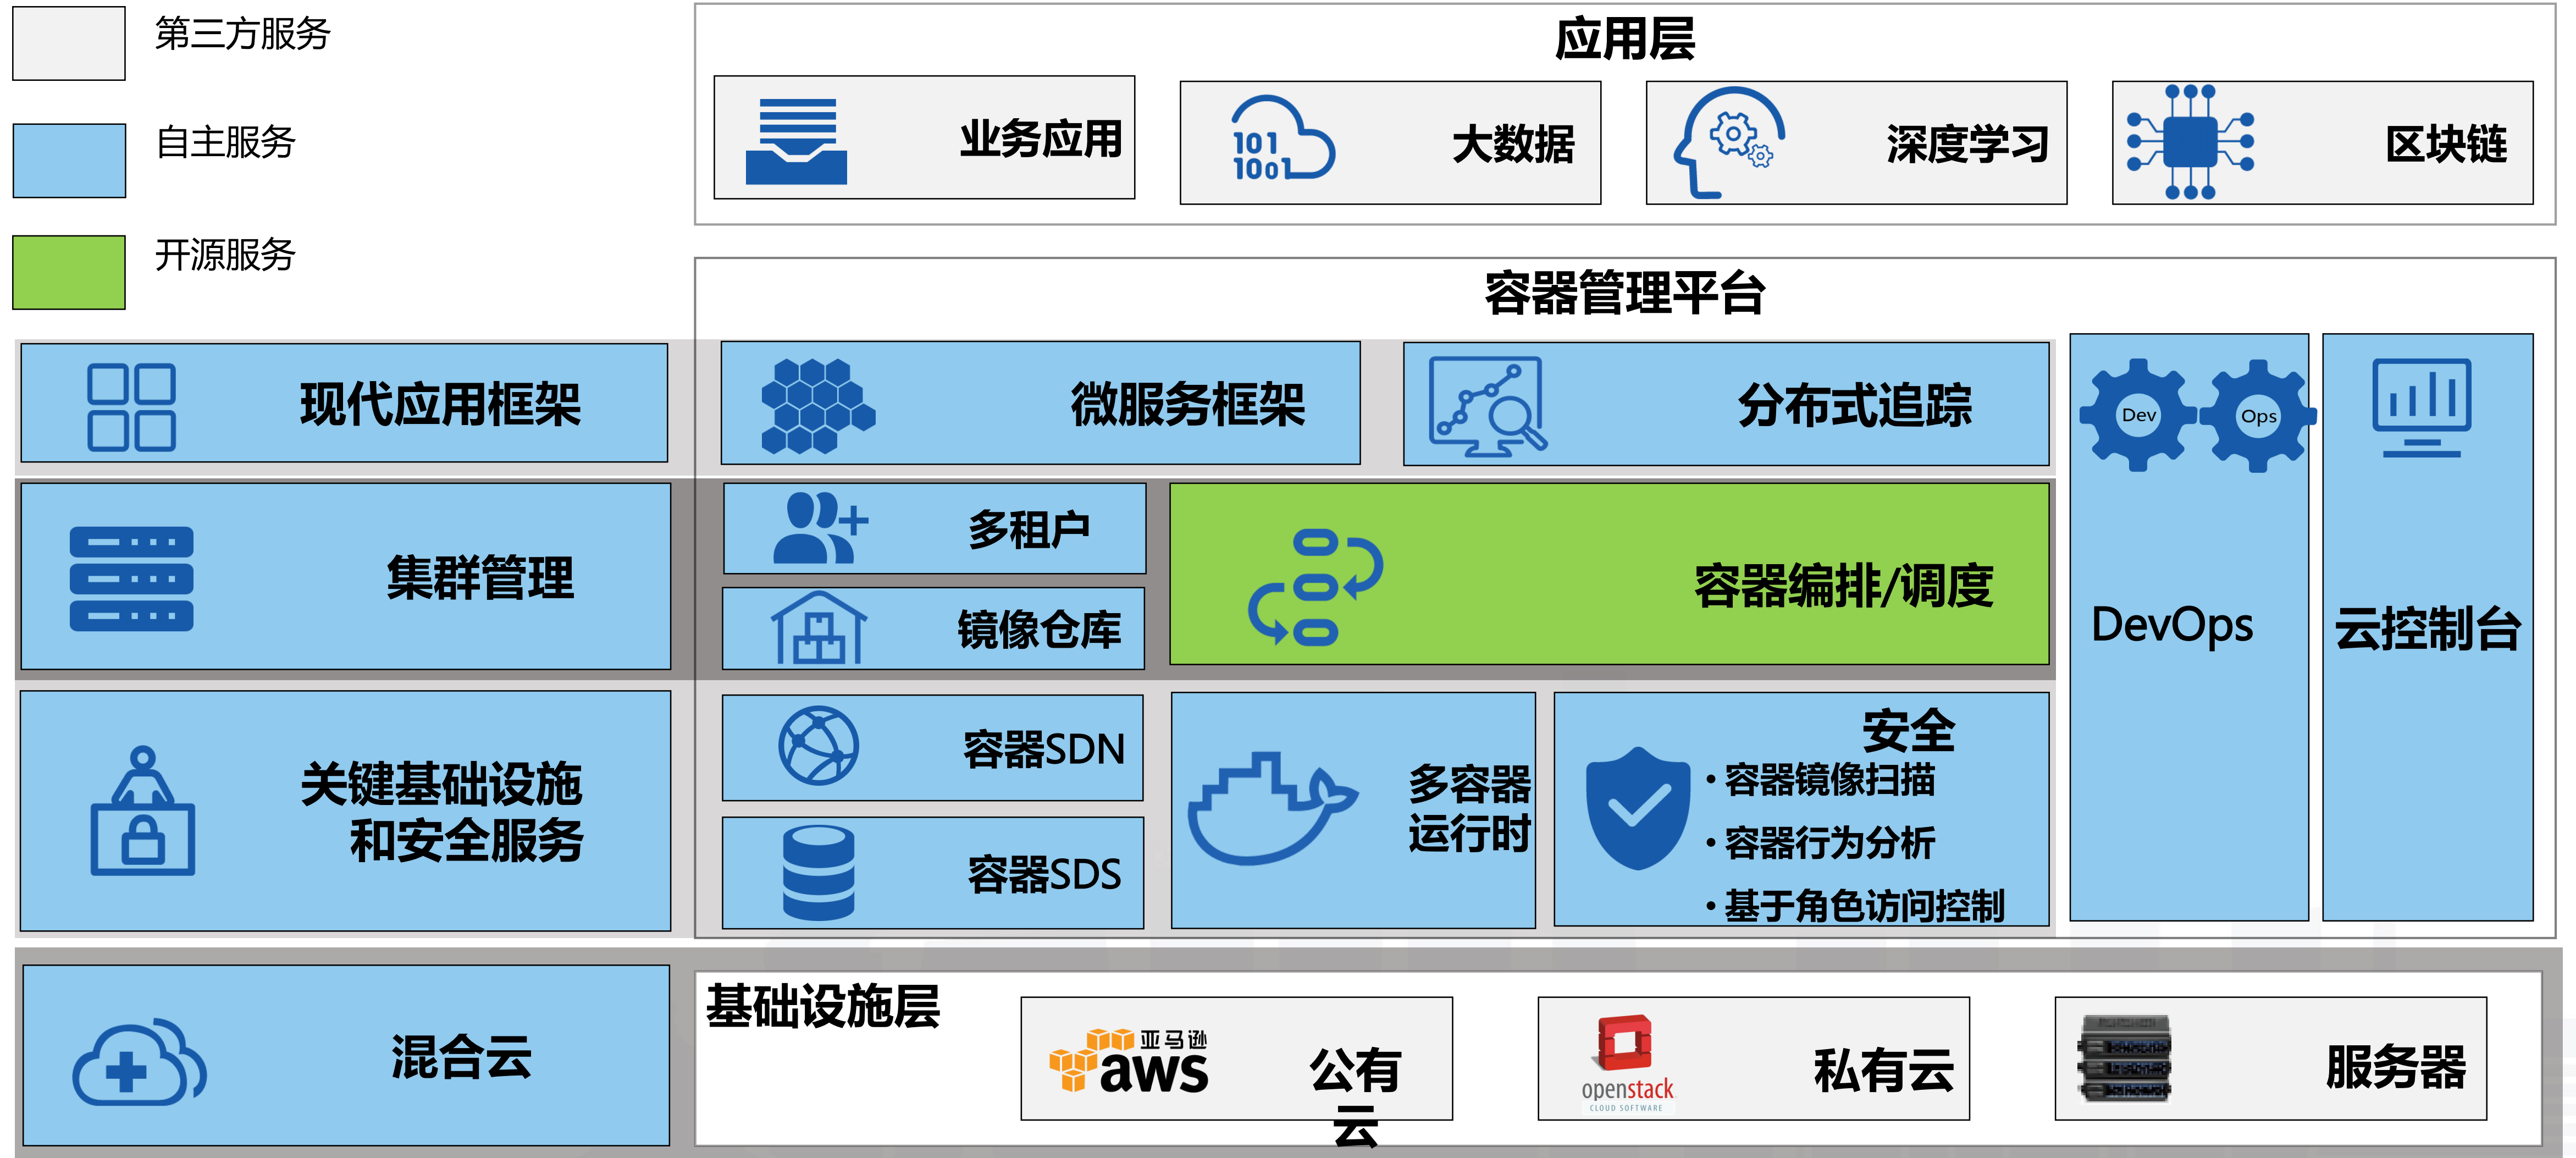 第三方服务
自主服务
开源服务
应用层
业务应用
大数据
101
1001
深度学习
区块链
容器管理平台
现代应用框架
微服务框架
分布式追踪
Dev
Ops
集群管理
多租户
镜像仓库
容器编排/调度
DevOps
云控制台
关键基础设施
和安全服务
容器SDN
容器SDS
多容器
运行时
安全
• 容器镜像扫描
• 容器行为分析
• 基于角色访问控制
混合云
基础设施层
亚马逊
aws
公有
云
openstack
CLOUD SOFTWARE
私有云
服务器